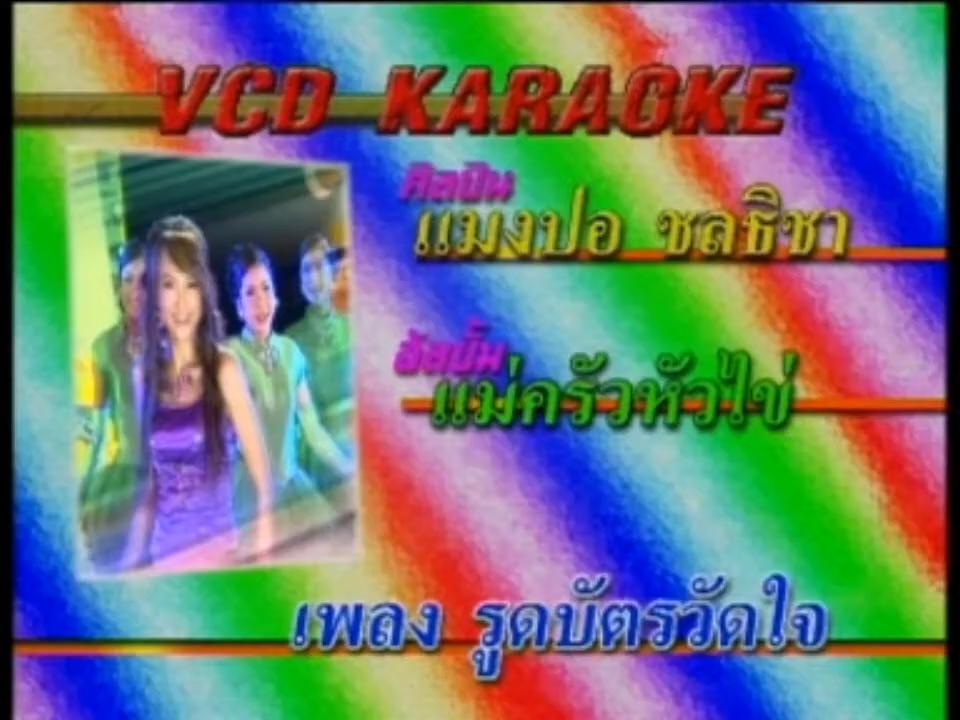 VCD KARAOKE
ศิลปิน
แมงปอ ชลธิชา
อัลบั้ม
แม่ครัวหัวไข่
เพลง รูดบัตรวัดใจ